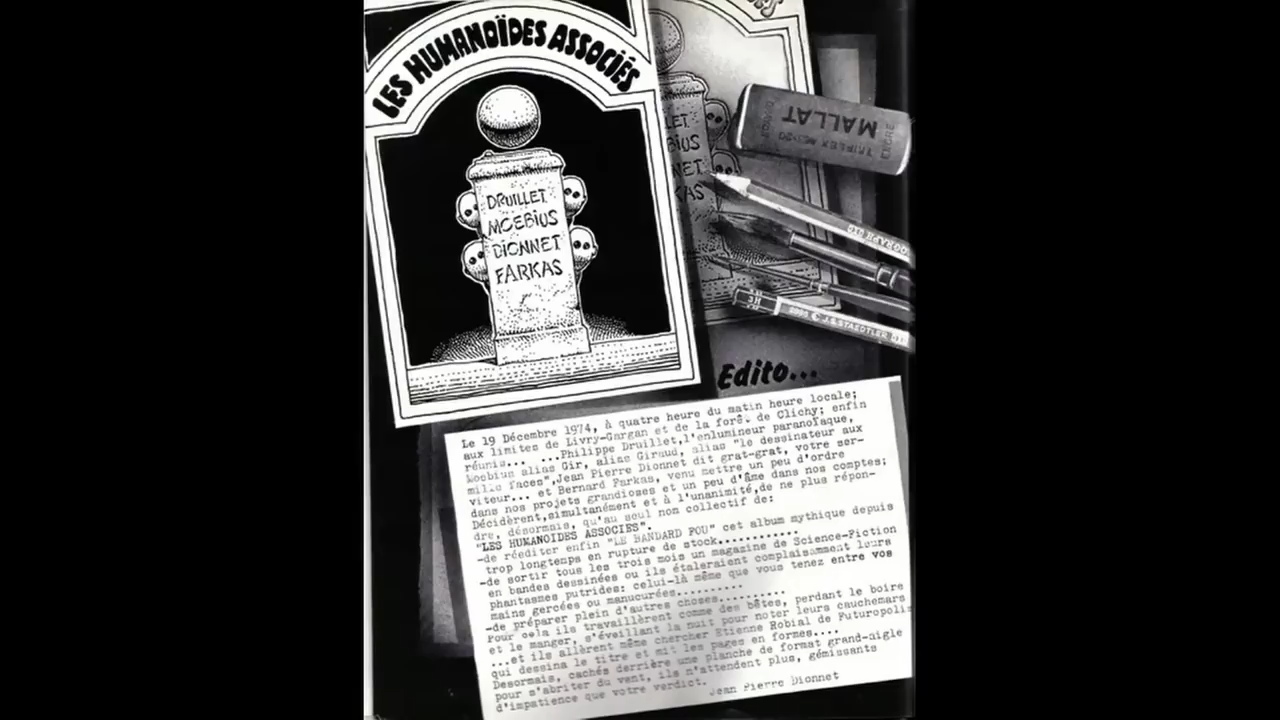 LES HUMANOÏDES ASSOCIÉS
DRUILLET
MOEBIUS
DIONNET
FARKAS
LET
BIUS
NET
KAS
MALLAT
3H
J.S. STAEDTLER
Edito...
Le 19 Décembre 1974, à quatre heure du matin heure locale;
aux limites de Livry-Gargan et de la forêt de Clichy; enfin
réunis... ...Philippe Druillet,l'enlumineur paranoïaque,
Moebius alias Gir, alias Giraud, alias "le dessinateur aux
mille faces",Jean Pierre Dionnet dit grat-grat, votre ser-
viteur... et Bernard Farkas, venu mettre un peu d'ordre
dans nos projets grandioses et un peu d'âme dans nos comptes;
Décidèrent,simultanément et à l'unanimité,de ne plus répon-
dre, désormais, qu'au seul nom collectif de:
"LES HUMANOIDES ASSOCIES".
-de rééditer enfin "LE BANDARD FOU" cet album mythique depuis
trop longtemps en rupture de stock............
-de sortir tous les trois mois un magazine de Science-Fiction
en bandes dessinées ou ils étaleraient complaisamment leurs
phantasmes putrides: celui-là même que vous tenez entre vos
mains gercées ou manucurées..........
-de préparer plein d'autres choses..........
Pour cela ils travaillèrent comme des bêtes, perdant le boire
et le manger, s'éveillant la nuit pour noter leurs cauchemars
...et ils allèrent même chercher Etienne Robial de Futuropolis
qui dessina le titre et mit les pages en formes....
Desormais, cachés derrière une planche de format grand-aigle
pour s'abriter du vent, ils n'attendent plus, gémissants
d'impatience que votre verdict.
Jean Pierre Dionnet